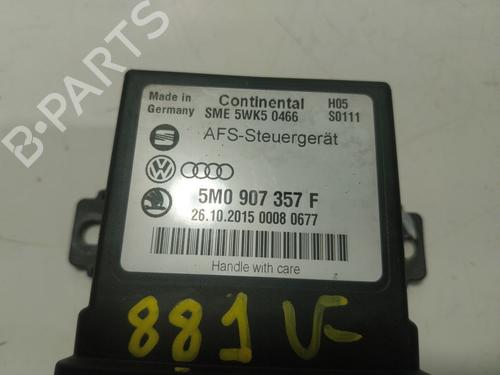 Made in Germany
Continental
SME 5WK5 0466
H05
S0111
AFS-Steuergerät
5M0 907 357 F
26.10.2015 0008 0677
Handle with care
881 V-
B-PARTS